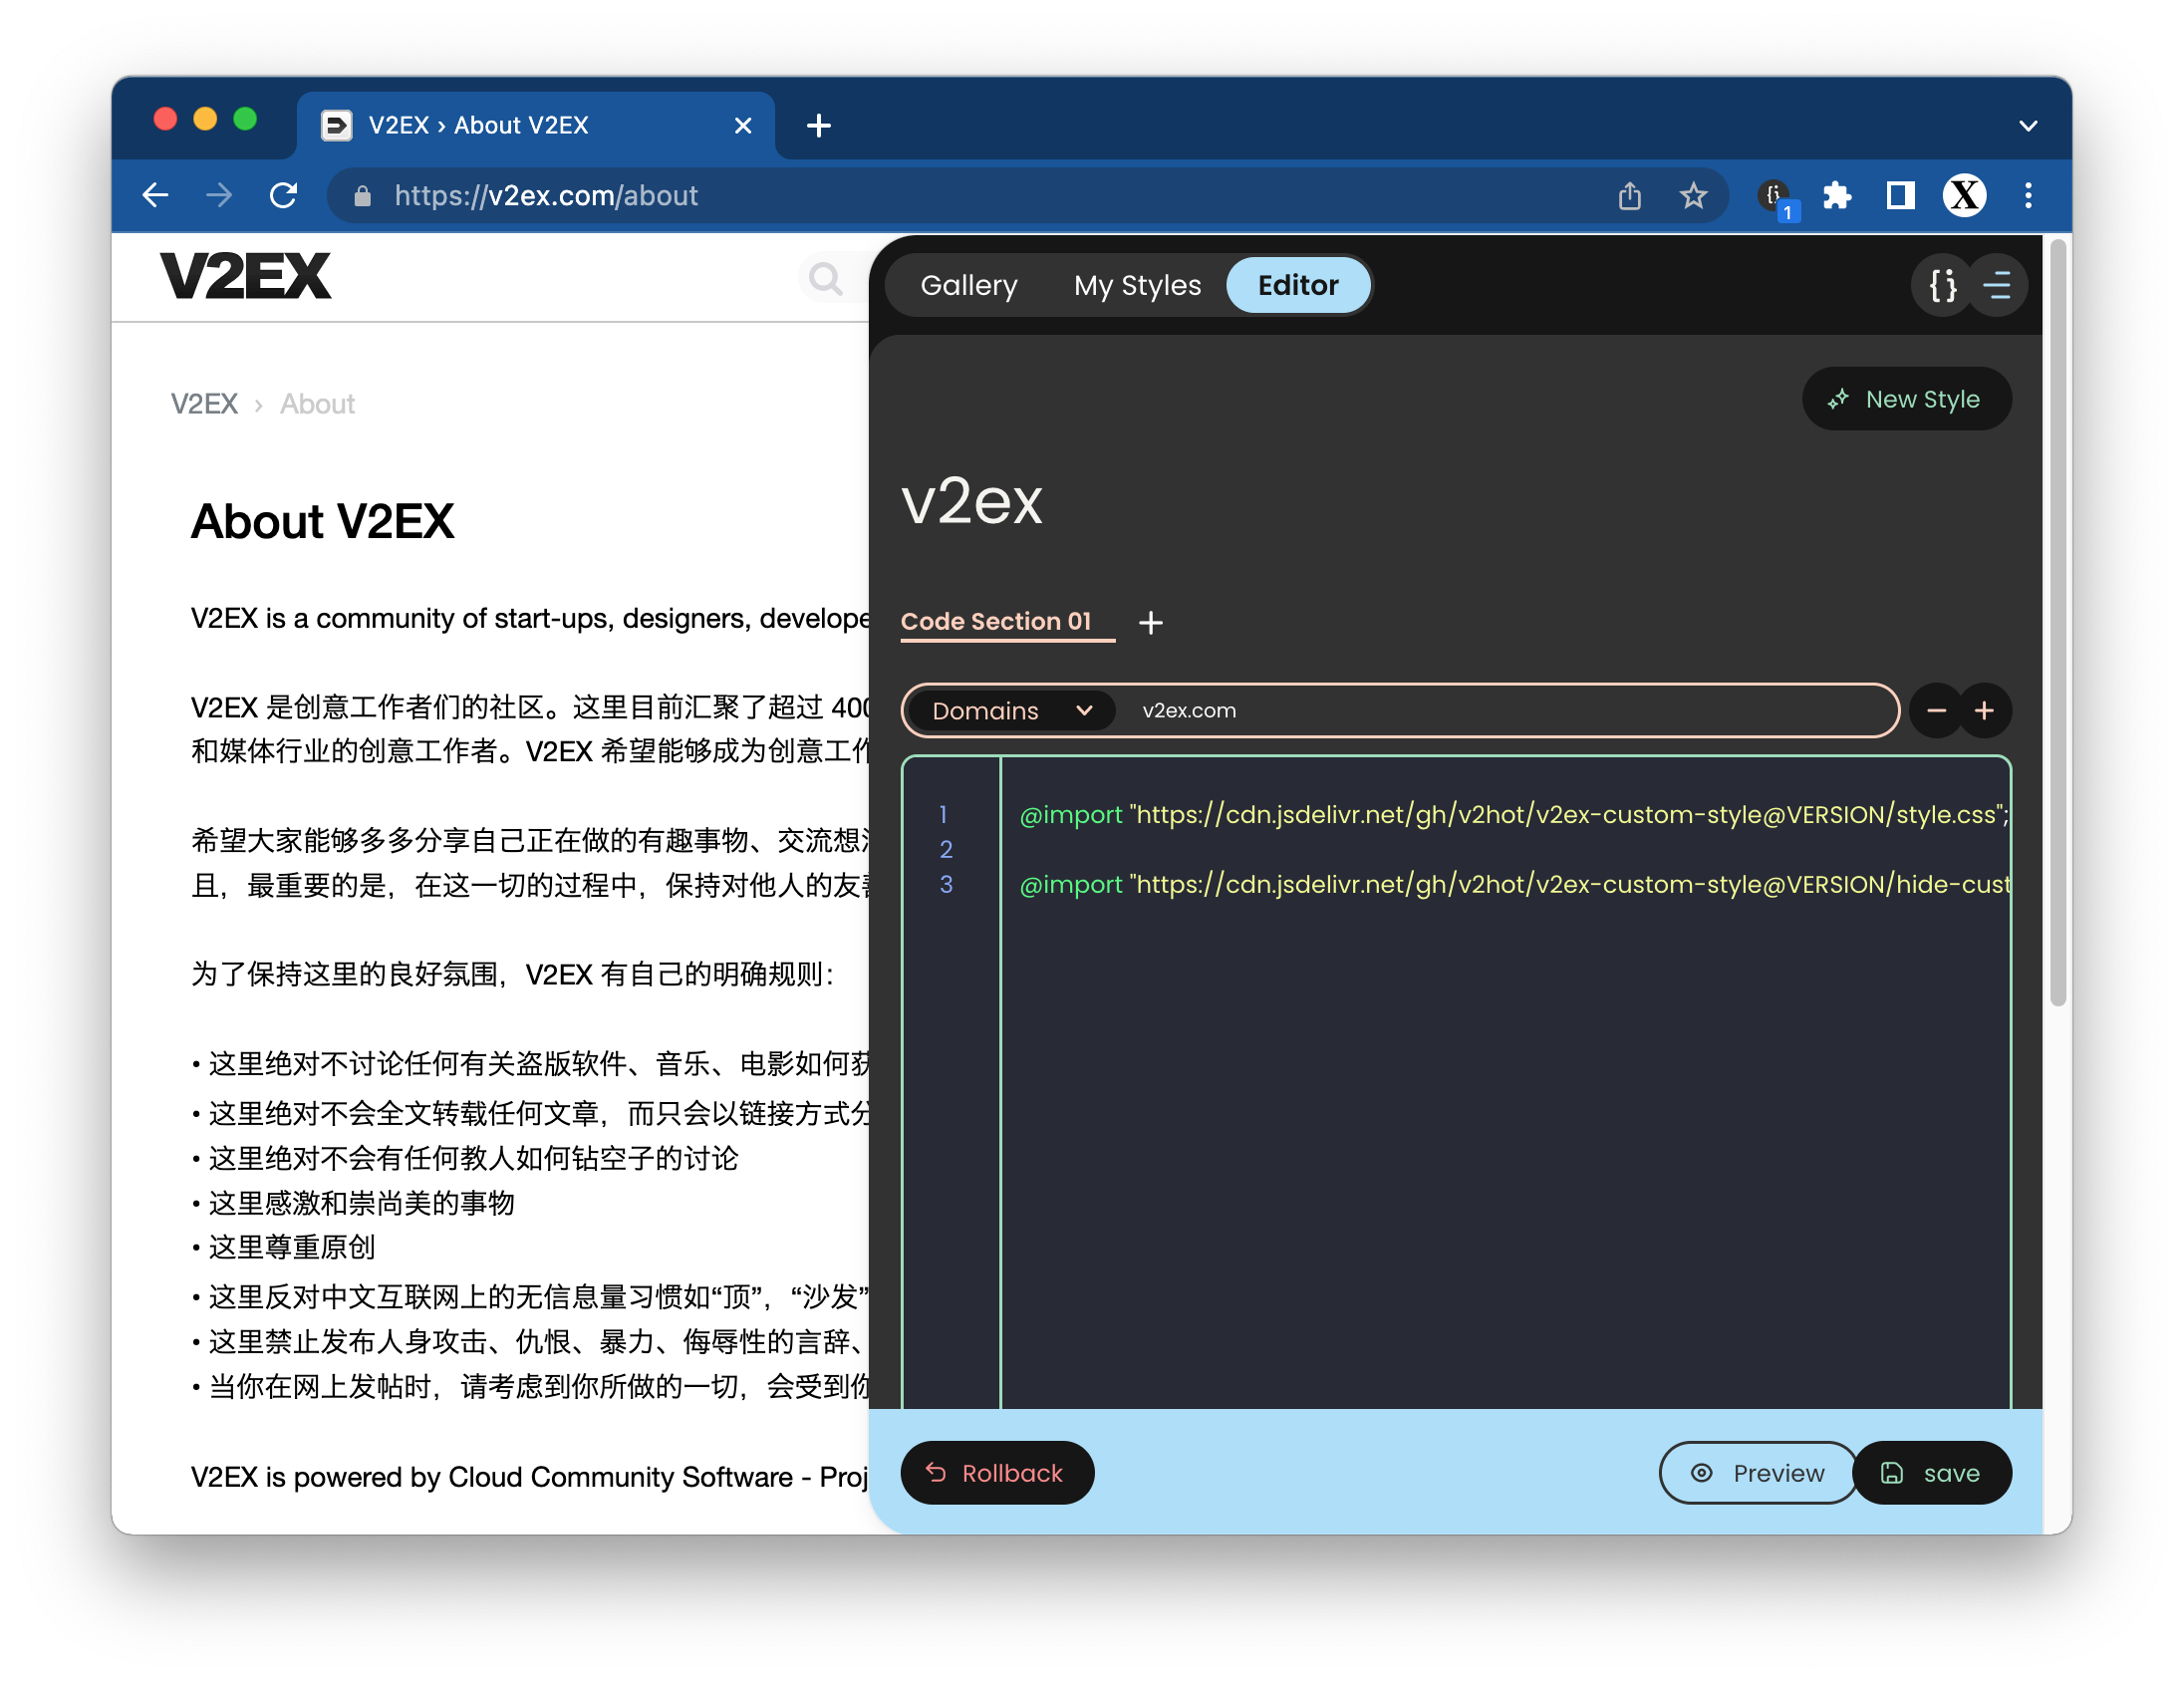 V2EX › About V2EX
https://v2ex.com/about
1
X
V2EX
V2EX › About
About V2EX
V2EX is a community of start-ups, designers, develope
V2EX 是创意工作者们的社区。这里目前汇聚了超过 400
和媒体行业的创意工作者。V2EX 希望能够成为创意工作
希望大家能够多多分享自己正在做的有趣事物、交流想法
且，最重要的是，在这一切的过程中，保持对他人的友善
为了保持这里的良好氛围，V2EX 有自己的明确规则：
• 这里绝对不讨论任何有关盗版软件、音乐、电影如何获
• 这里绝对不会全文转载任何文章，而只会以链接方式分
• 这里绝对不会有任何教人如何钻空子的讨论
• 这里感激和崇尚美的事物
• 这里尊重原创
• 这里反对中文互联网上的无信息量习惯如“顶”，“沙发”
• 这里禁止发布人身攻击、仇恨、暴力、侮辱性的言辞、
• 当你在网上发帖时，请考虑到你所做的一切，会受到你
V2EX is powered by Cloud Community Software - Proj
Gallery
My Styles
Editor
{ }
New Style
v2ex
Code Section 01
Domains
v2ex.com
1 @import "https://cdn.jsdelivr.net/gh/v2hot/v2ex-custom-style@VERSION/style.css";
2
3 @import "https://cdn.jsdelivr.net/gh/v2hot/v2ex-custom-style@VERSION/hide-cust
Rollback
Preview
save